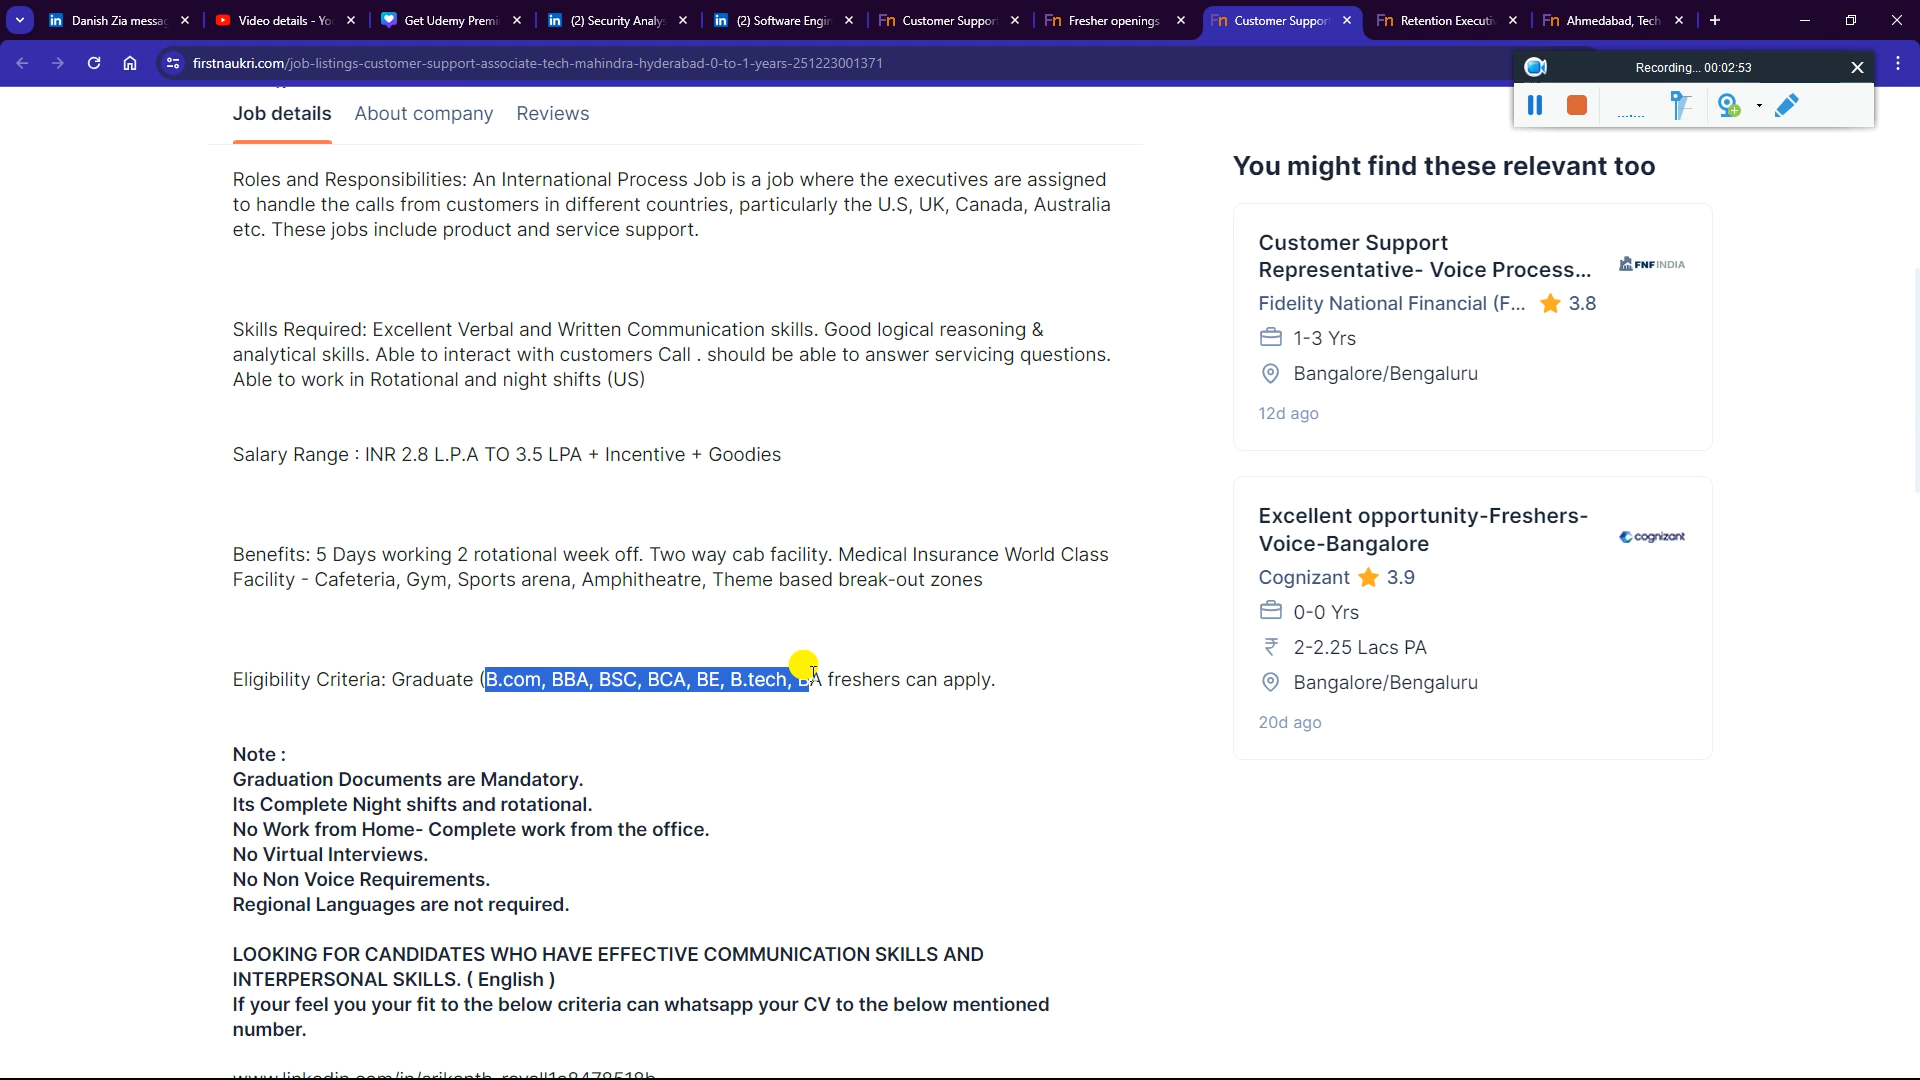 Danish Zia messag
Video details - Yo
Get Udemy Premi
(2) Security Analys
(2) Software Engin
Customer Suppor
Fresher openings
Customer Suppor
Retention Executi
Ahmedabad, Tech
firstnaukri.com/job-listings-customer-support-associate-tech-mahindra-hyderabad-0-to-1-years-251223001371
Recording... 00:02:53
Job details About company Reviews
Roles and Responsibilities: An International Process Job is a job where the executives are assigned
to handle the calls from customers in different countries, particularly the U.S, UK, Canada, Australia
etc. These jobs include product and service support.
Skills Required: Excellent Verbal and Written Communication skills. Good logical reasoning &
analytical skills. Able to interact with customers Call . should be able to answer servicing questions.
Able to work in Rotational and night shifts (US)
Salary Range : INR 2.8 L.P.A TO 3.5 LPA + Incentive + Goodies
Benefits: 5 Days working 2 rotational week off. Two way cab facility. Medical Insurance World Class
Facility - Cafeteria, Gym, Sports arena, Amphitheatre, Theme based break-out zones
Eligibility Criteria: Graduate (B.com, BBA, BSC, BCA, BE, B.tech, BA freshers can apply.
Note :
Graduation Documents are Mandatory.
Its Complete Night shifts and rotational.
No Work from Home- Complete work from the office.
No Virtual Interviews.
No Non Voice Requirements.
Regional Languages are not required.
LOOKING FOR CANDIDATES WHO HAVE EFFECTIVE COMMUNICATION SKILLS AND
INTERPERSONAL SKILLS. ( English )
If your feel you your fit to the below criteria can whatsapp your CV to the below mentioned
number.
You might find these relevant too
Customer Support
Representative- Voice Process...
FNF INDIA
Fidelity National Financial (F... 3.8
1-3 Yrs
Bangalore/Bengaluru
12d ago
Excellent opportunity-Freshers-
Voice-Bangalore
cognizant
Cognizant 3.9
0-0 Yrs
₹ 2-2.25 Lacs PA
Bangalore/Bengaluru
20d ago